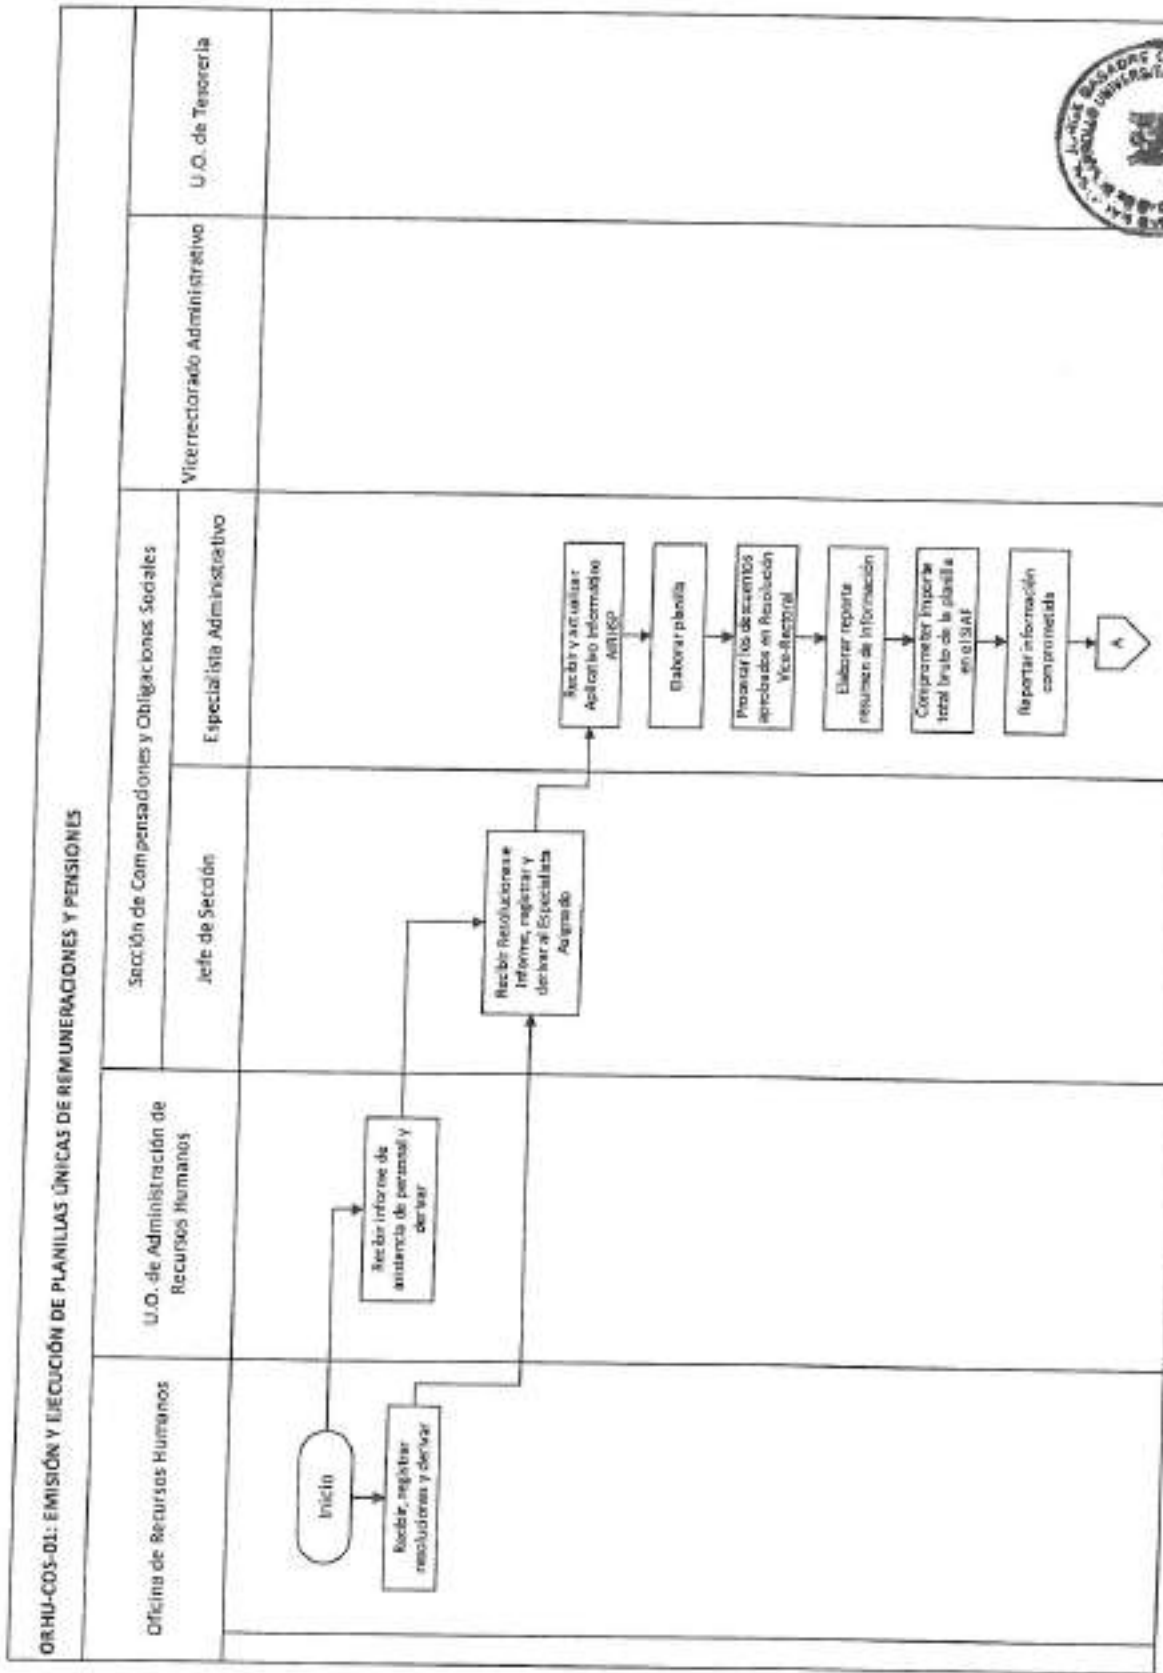 ORHU-COS-01: EMISIÓN Y EJECUCIÓN DE PLANILLAS ÚNICAS DE REMUNERACIONES Y PENSIONES
Oficina de Recursos Humanos
U.O. de Administración de
Recursos Humanos
Sección de Compensaciones y Obligaciones Sociales
Jefe de Sección
Especialista Administrativo
Vicerrectorado Administrativo
U.O. de Tesorería
Inicio
Recibir, registrar
resoluciones y derivar
Recibir informe de
asistencia de personal y
derivar
Recibir Resoluciones e
Informe, registrar y
derivar al Especialista
Asignado
Recibir y actualizar
Aplicativo Informático
AIRHSP
Elaborar planilla
Procesar los descuentos
aprobados en Resolución
Vice-Rectoral
Elaborar reporte
resumen de información
Comprometer importe
total bruto de la planilla
en el SIAF
Reportar información
comprometida
A
JORGE BASADRE